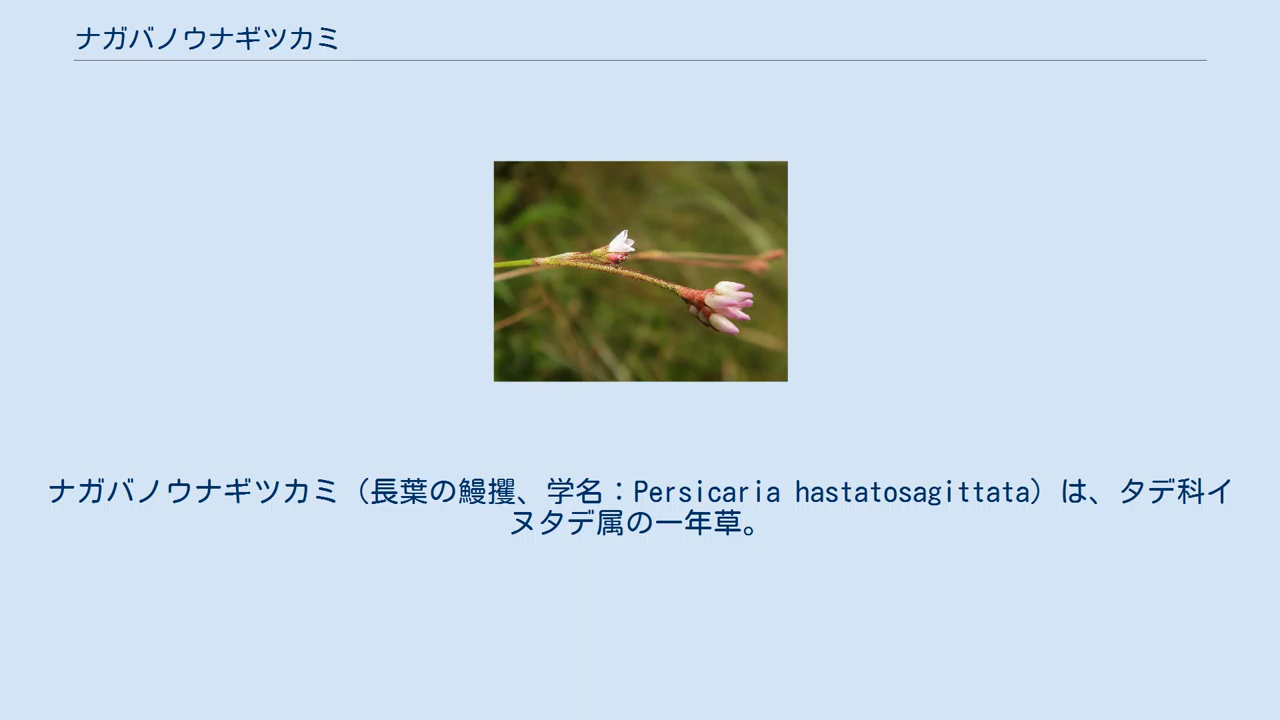 ナガバノウナギツカミ
ナガバノウナギツカミ（長葉の鰻攫、学名：Persicaria hastatosagittata）は、タデ科イ
ヌタデ属の一年草。